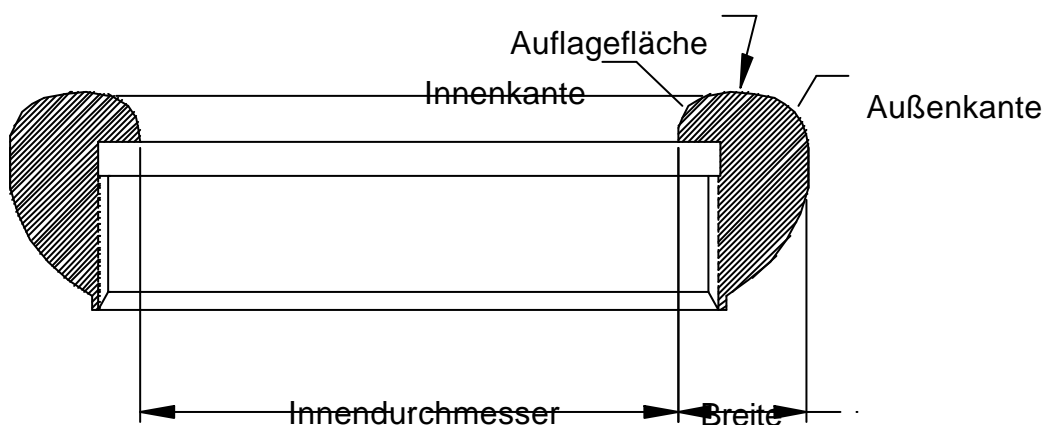 Auflagefläche
Innenkante
Außenkante
Innendurchmesser
Breite